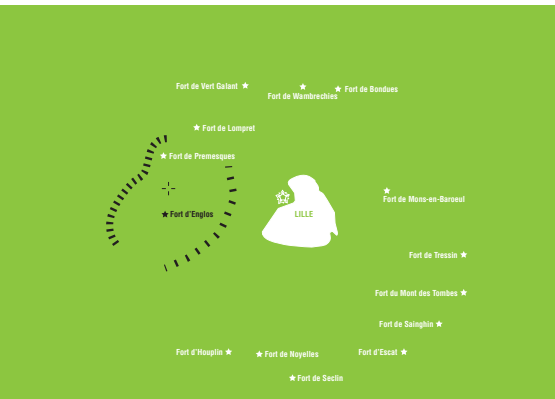 Fort de Vert Galant
Fort de Wambrechies
Fort de Bondues
Fort de Lompret
Fort de Premesques
Fort de Mons-en-Baroeul
Fort d'Englos
LILLE
Fort de Tressin
Fort du Mont des Tombes
Fort de Sainghin
Fort d'Houplin
Fort de Noyelles
Fort d'Escat
Fort de Seclin